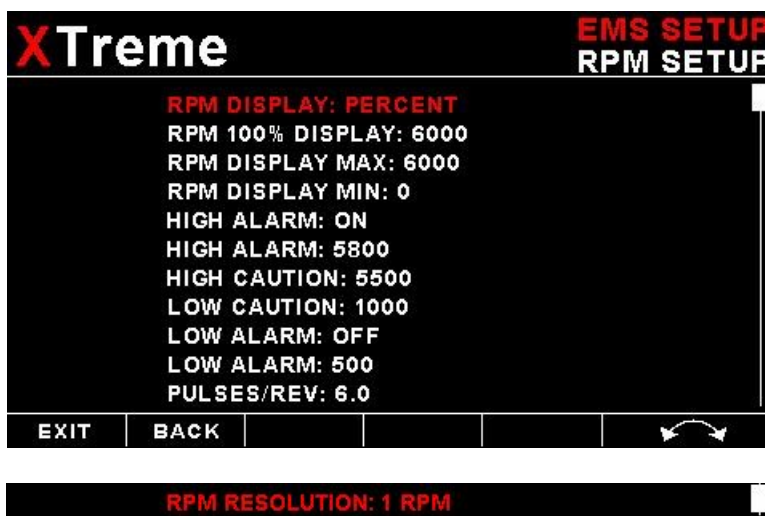 XTreme
EMS SETUP
RPM SETUP
RPM DISPLAY: PERCENT
RPM 100% DISPLAY: 6000
RPM DISPLAY MAX: 6000
RPM DISPLAY MIN: 0
HIGH ALARM: ON
HIGH ALARM: 5800
HIGH CAUTION: 5500
LOW CAUTION: 1000
LOW ALARM: OFF
LOW ALARM: 500
PULSES/REV: 6.0
EXIT BACK
RPM RESOLUTION: 1 RPM